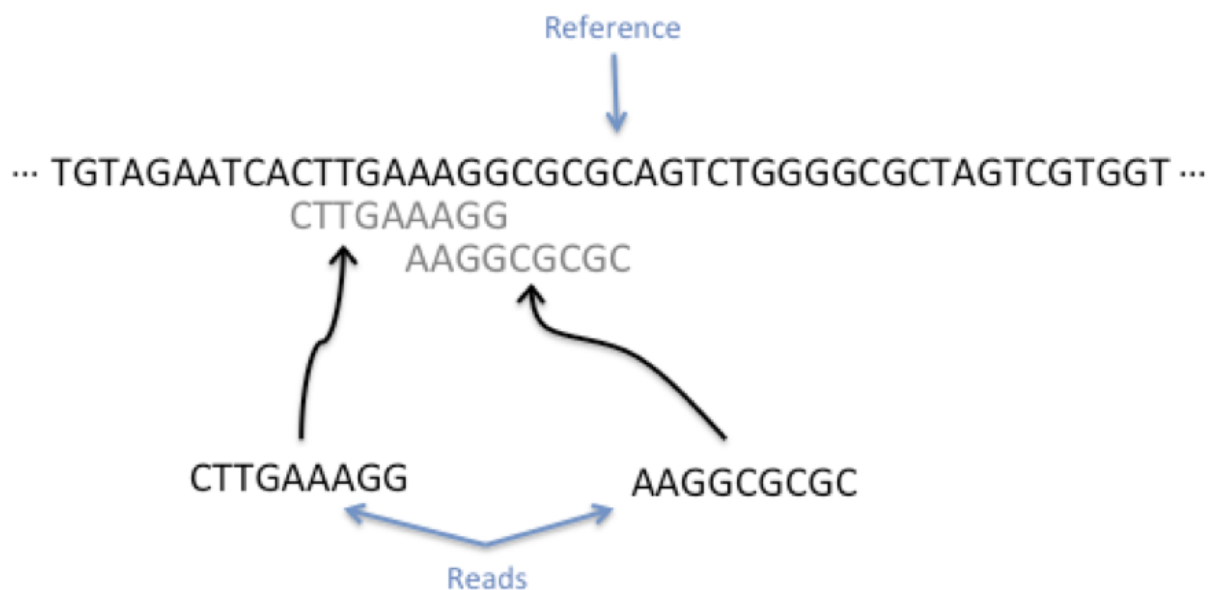 Reference
... TGTAGAATCACTTGAAAGGCGCGCAGTCTGGGGCGCTAGTCGTGGT ...
CTTGAAAGG
AAGGCGCGC
CTTGAAAGG
AAGGCGCGC
Reads